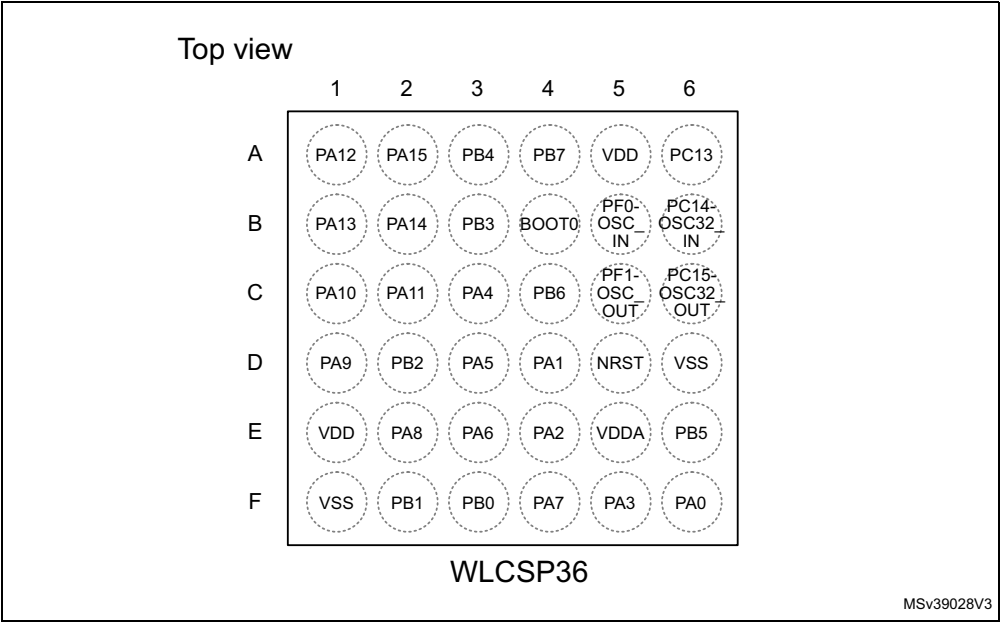 Top view
1 2 3 4 5 6
A PA12 PA15 PB4 PB7 VDD PC13
B PA13 PA14 PB3 BOOT0 PF0-OSC_IN PC14-OSC32_IN
C PA10 PA11 PA4 PB6 PF1-OSC_OUT PC15-OSC32_OUT
D PA9 PB2 PA5 PA1 NRST VSS
E VDD PA8 PA6 PA2 VDDA PB5
F VSS PB1 PB0 PA7 PA3 PA0
WLCSP36
MSv39028V3